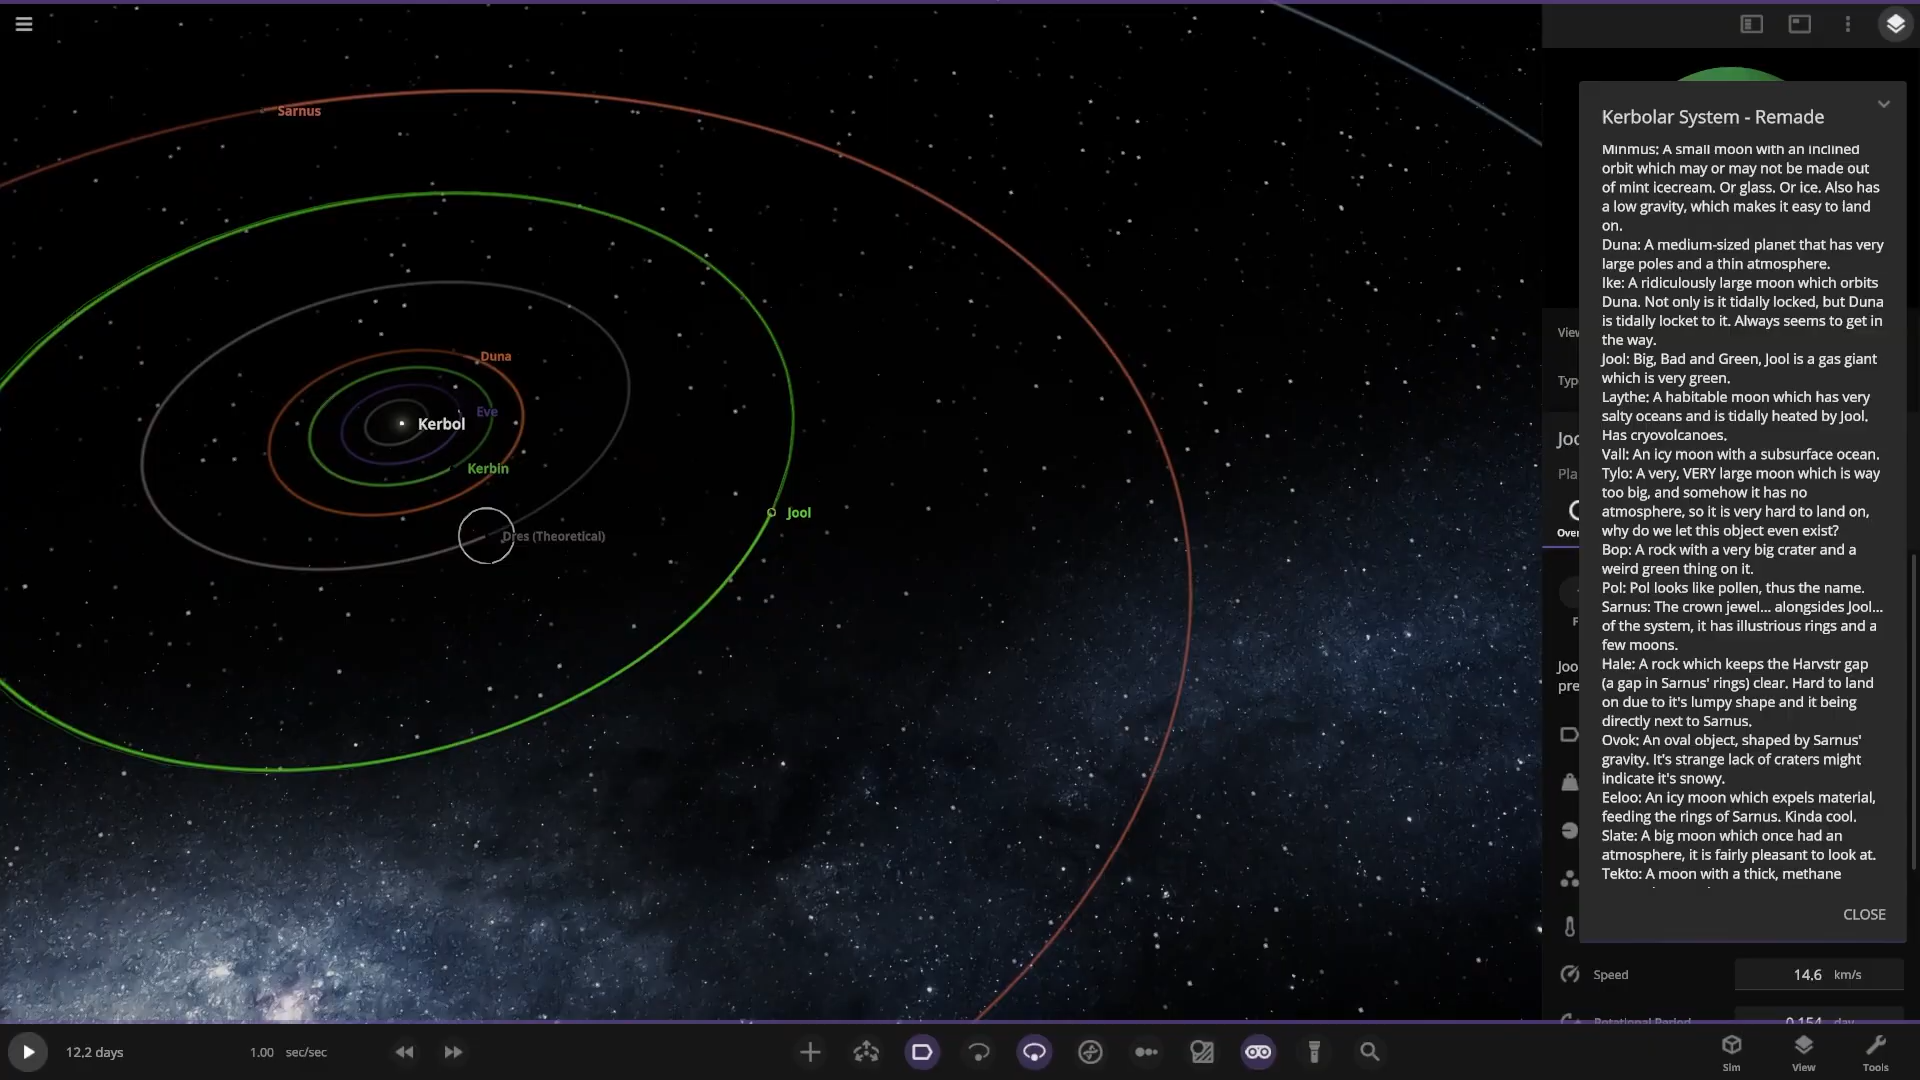 Sarnus
Duna
Eve
Kerbol
Kerbin
Dres (Theoretical)
Jool
Kerbolar System - Remade
Minmus: A small moon with an inclined
orbit which may or may not be made out
of mint icecream. Or glass. Or ice. Also has
a low gravity, which makes it easy to land
on.
Duna: A medium-sized planet that has very
large poles and a thin atmosphere.
Ike: A ridiculously large moon which orbits
Duna. Not only is it tidally locked, but Duna
is tidally locket to it. Always seems to get in
the way.
Jool: Big, Bad and Green, Jool is a gas giant
which is very green.
Laythe: A habitable moon which has very
salty oceans and is tidally heated by Jool.
Has cryovolcanoes.
Vall: An icy moon with a subsurface ocean.
Tylo: A very, VERY large moon which is way
too big, and somehow it has no
atmosphere, so it is very hard to land on,
why do we let this object even exist?
Bop: A rock with a very big crater and a
weird green thing on it.
Pol: Pol looks like pollen, thus the name.
Sarnus: The crown jewel... alongsides Jool...
of the system, it has illustrious rings and a
few moons.
Hale: A rock which keeps the Harvstr gap
(a gap in Sarnus' rings) clear. Hard to land
on due to it's lumpy shape and it being
directly next to Sarnus.
Ovok: An oval object, shaped by Sarnus'
gravity. It's strange lack of craters might
indicate it's snowy.
Eeloo: An icy moon which expels material,
feeding the rings of Sarnus. Kinda cool.
Slate: A big moon which once had an
atmosphere, it is fairly pleasant to look at.
Tekto: A moon with a thick, methane
CLOSE
View
Typ
Joo
Pla
Over
Joo
pre
Speed 14.6 km/s
Rotational Period 0.154 day
12.2 days
1.00 sec/sec
Sim
View
Tools